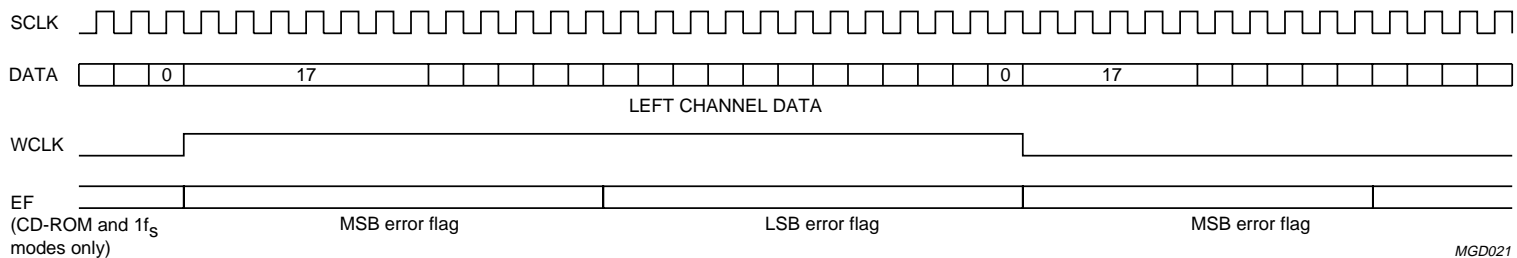 SCLK
DATA 0 17 0 17
LEFT CHANNEL DATA
WCLK
EF
(CD-ROM and 1fs
modes only)
MSB error flag LSB error flag MSB error flag
MGD021